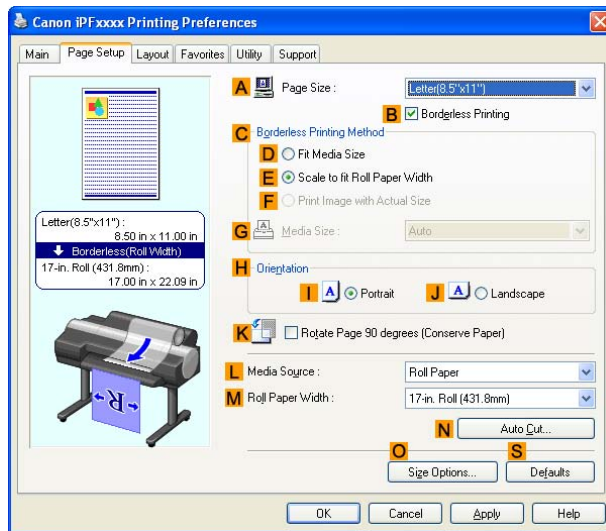 Canon iPFxxxx Printing Preferences
Main Page Setup Layout Favorites Utility Support
A Page Size : Letter(8.5"x11")
B Borderless Printing
C Borderless Printing Method
D Fit Media Size
E Scale to fit Roll Paper Width
F Print Image with Actual Size
G Media Size : Auto
Letter(8.5"x11") :
8.50 in x 11.00 in
Borderless(Roll Width)
17-in. Roll (431.8mm) :
17.00 in x 22.09 in
H Orientation
I A Portrait J A Landscape
K Rotate Page 90 degrees (Conserve Paper)
L Media Source : Roll Paper
M Roll Paper Width : 17-in. Roll (431.8mm)
N Auto Cut...
O S
Size Options... Defaults
R
OK Cancel Apply Help